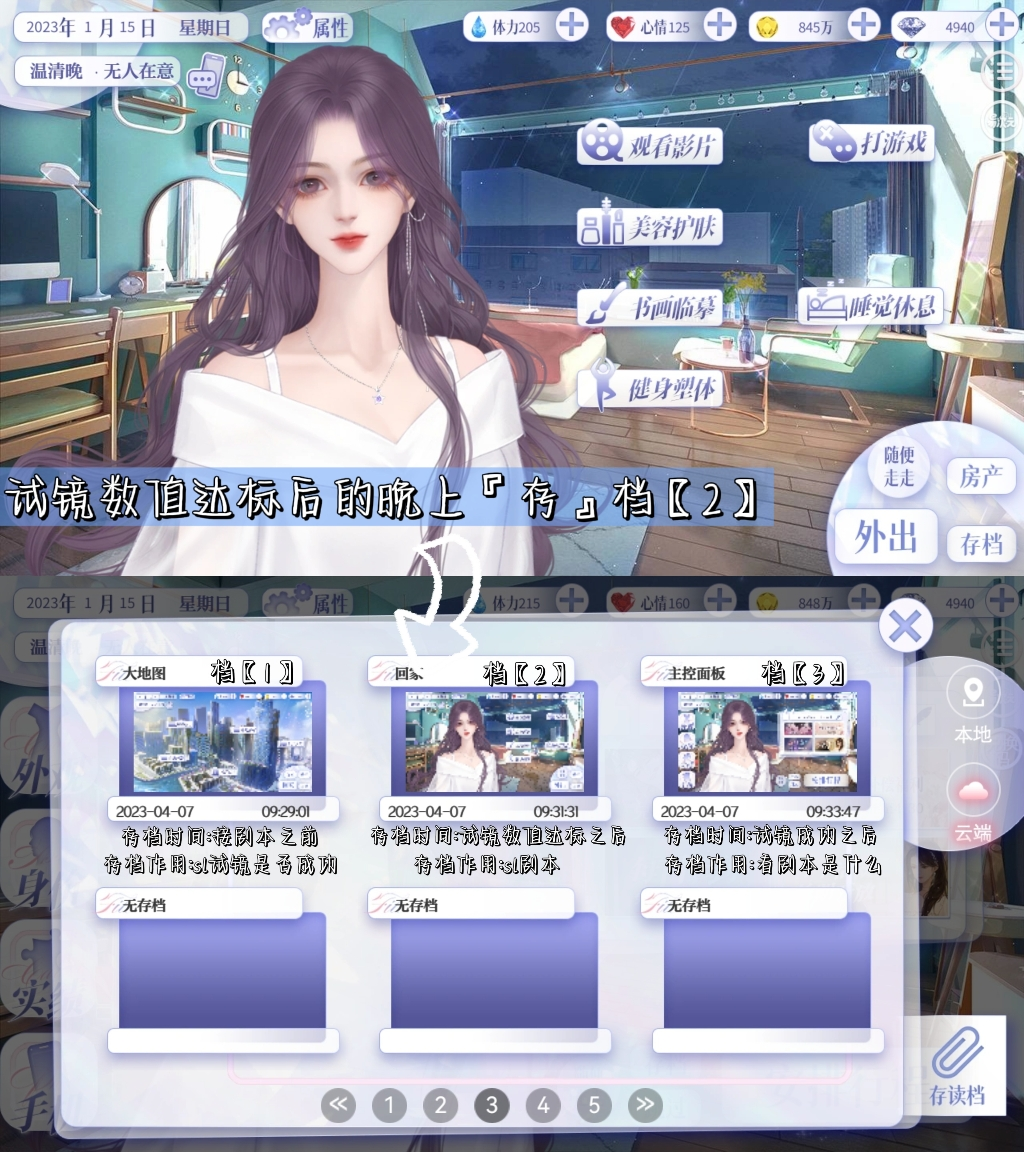 2023年 1 月 15 日 星期日
属性
体力205
心情125
845万
4940
温清晚 · 无人在意
12
6
观看影片
打游戏
美容护肤
书画临摹
睡觉休息
健身塑体
随便
走走
房产
外出
存档
试镜数值达标后的晚上『存』档【2】
2023年 1 月 15 日 星期日
属性
体力215
心情160
848万
4940
大地图 档【1】
回家 档【2】
主控面板 档【3】
2023-04-07 09:29:01
2023-04-07 09:31:31
2023-04-07 09:33:47
存档时间:接剧本之前
存档作用:sl试镜是否成功
存档时间:试镜数值达标之后
存档作用:sl剧本
存档时间:试镜成功之后
存档作用:看剧本是什么
无存档
无存档
无存档
本地
云端
存读档
« 1 2 3 4 5 »